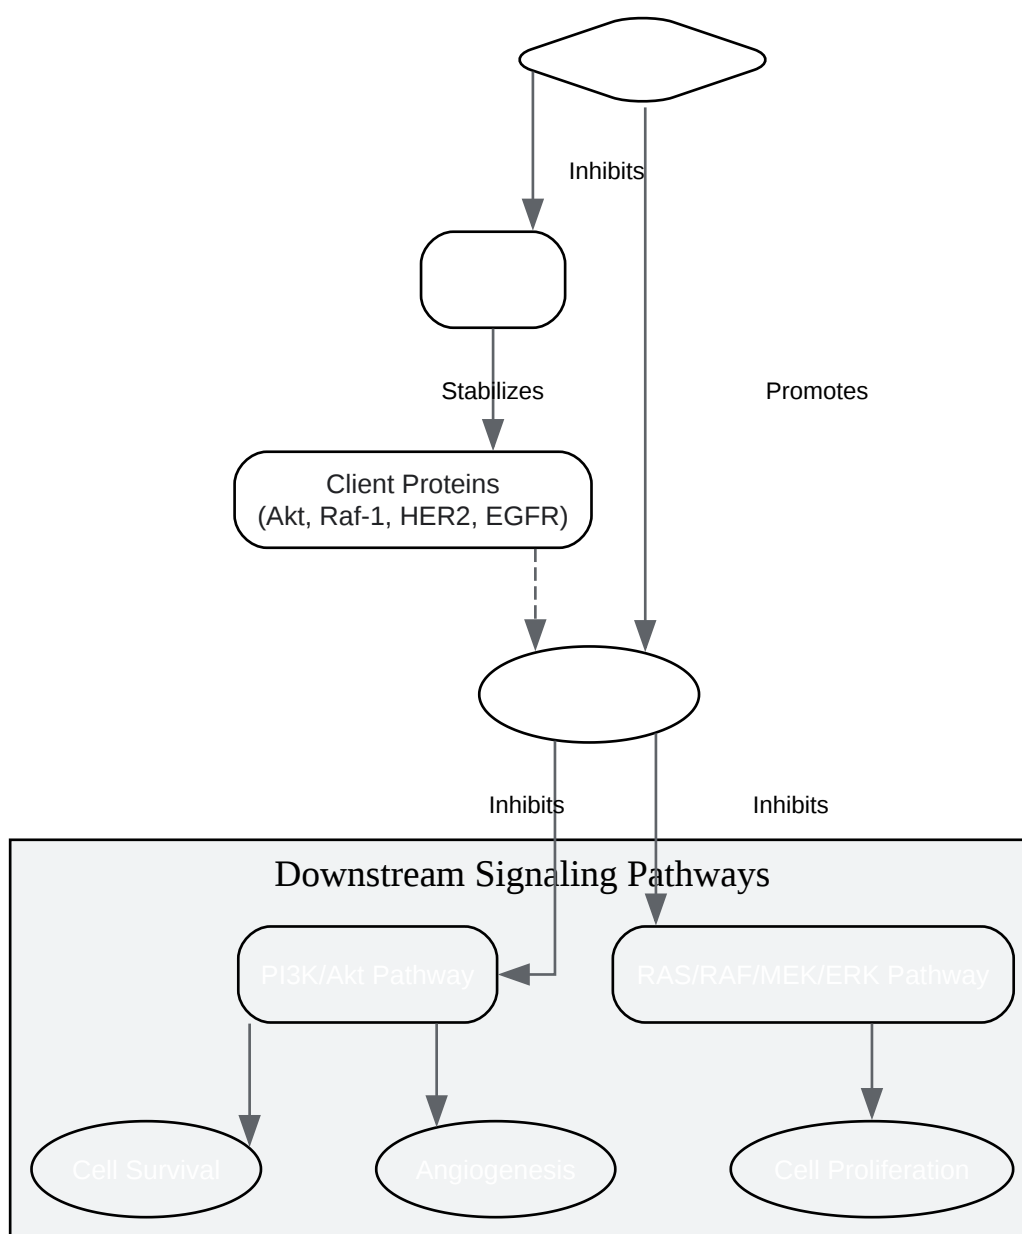 Inhibits
Stabilizes
Promotes
Client Proteins
(Akt, Raf-1, HER2, EGFR)
Inhibits
Inhibits
Downstream Signaling Pathways
PI3K/Akt Pathway
RAS/RAF/MEK/ERK Pathway
Cell Survival
Angiogenesis
Cell Proliferation